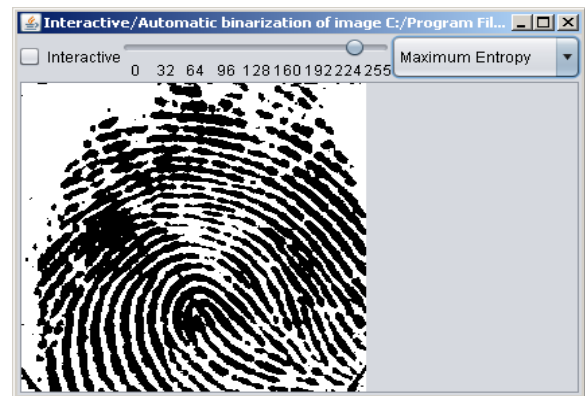 Interactive/Automatic binarization of image C:/Program Fil...
Interactive
Maximum Entropy
0 32 64 96 128 160 192 224 255